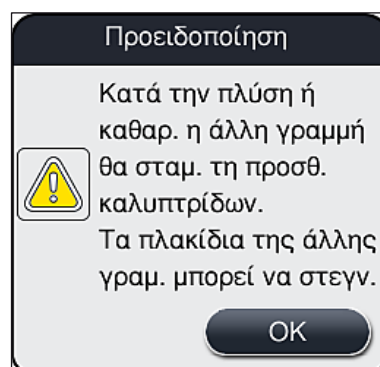 Προειδοποίηση
Κατά την πλύση ή
καθαρ. η άλλη γραμμή
θα σταμ. τη προσθ.
καλυπτρίδων.
Τα πλακίδια της άλλης
γραμ. μπορεί να στεγν.
OK